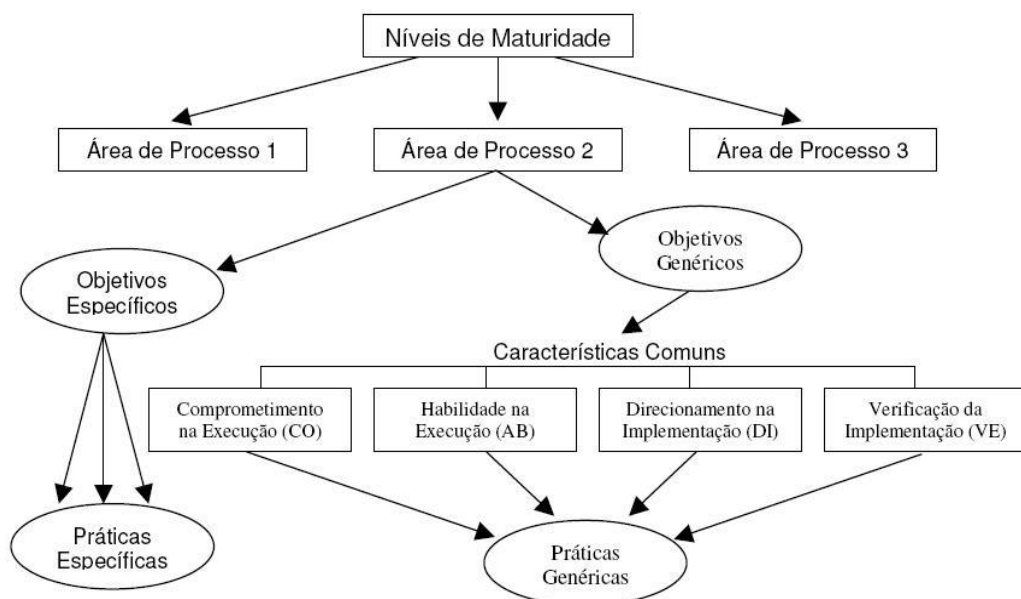 Níveis de Maturidade
Área de Processo 1
Área de Processo 2
Área de Processo 3
Objetivos
Genéricos
Objetivos
Específicos
Características Comuns
Comprometimento
na Execução (CO)
Habilidade na
Execução (AB)
Direcionamento na
Implementação (DI)
Verificação da
Implementação (VE)
Práticas
Específicas
Práticas
Genéricas